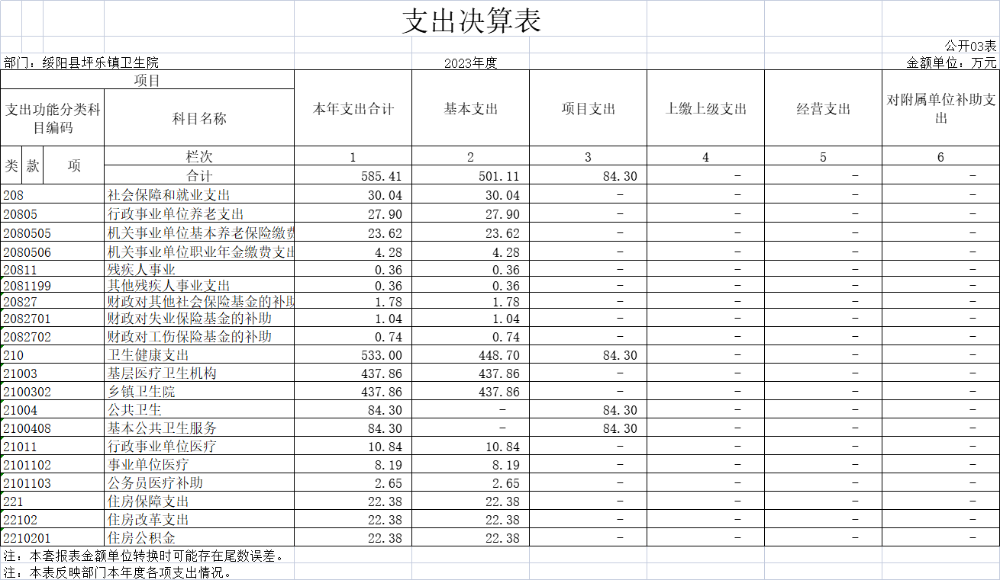 支出决算表
公开03表
部门：绥阳县坪乐镇卫生院 2023年度 金额单位：万元
项目 本年支出合计 基本支出 项目支出 上缴上级支出 经营支出 对附属单位补助支出
支出功能分类科目编码 科目名称
类 款 项 栏次 1 2 3 4 5 6
合计 585.41 501.11 84.30 － － －
208 社会保障和就业支出 30.04 30.04 － － － －
20805 行政事业单位养老支出 27.90 27.90 － － － －
2080505 机关事业单位基本养老保险缴费 23.62 23.62 － － － －
2080506 机关事业单位职业年金缴费支出 4.28 4.28 － － － －
20811 残疾人事业 0.36 0.36 － － － －
2081199 其他残疾人事业支出 0.36 0.36 － － － －
20827 财政对其他社会保险基金的补助 1.78 1.78 － － － －
2082701 财政对失业保险基金的补助 1.04 1.04 － － － －
2082702 财政对工伤保险基金的补助 0.74 0.74 － － － －
210 卫生健康支出 533.00 448.70 84.30 － － －
21003 基层医疗卫生机构 437.86 437.86 － － － －
2100302 乡镇卫生院 437.86 437.86 － － － －
21004 公共卫生 84.30 － 84.30 － － －
2100408 基本公共卫生服务 84.30 － 84.30 － － －
21011 行政事业单位医疗 10.84 10.84 － － － －
2101102 事业单位医疗 8.19 8.19 － － － －
2101103 公务员医疗补助 2.65 2.65 － － － －
221 住房保障支出 22.38 22.38 － － － －
22102 住房改革支出 22.38 22.38 － － － －
2210201 住房公积金 22.38 22.38 － － － －
注：本套报表金额单位转换时可能存在尾数误差。
注：本表反映部门本年度各项支出情况。